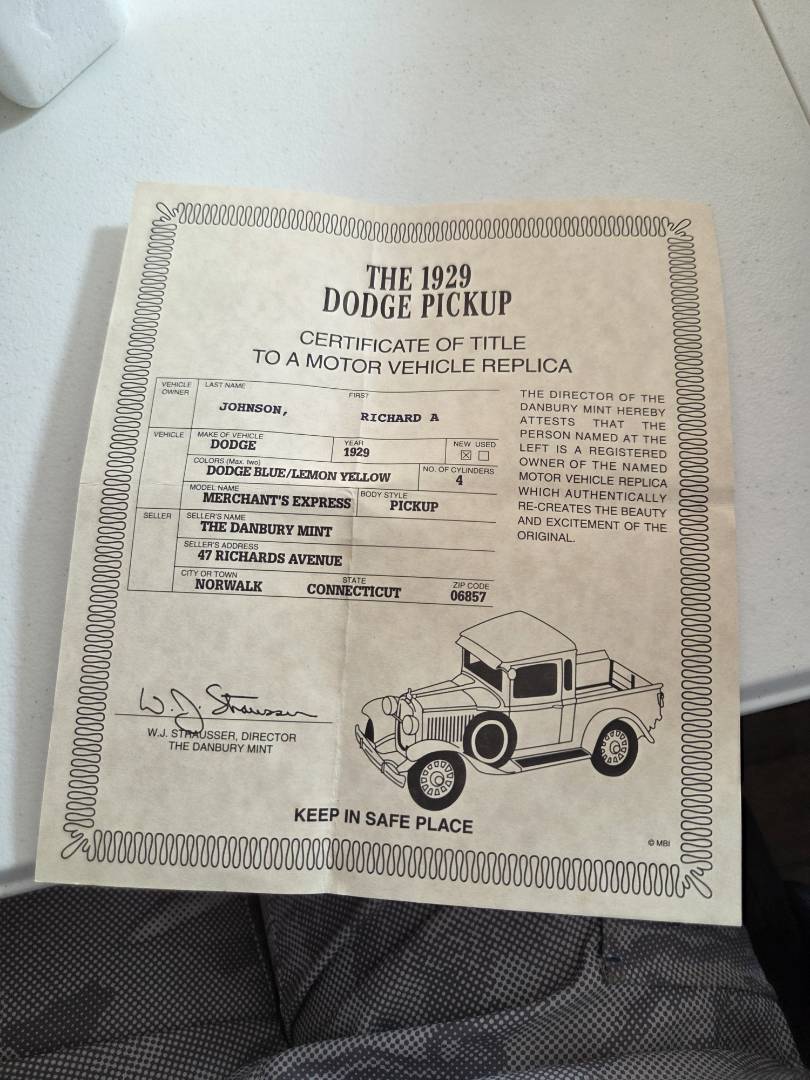 THE 1929
DODGE PICKUP
CERTIFICATE OF TITLE
TO A MOTOR VEHICLE REPLICA
VEHICLE OWNER
LAST NAME FIRST
JOHNSON, RICHARD A
VEHICLE
MAKE OF VEHICLE YEAR NEW USED
DODGE 1929 ☒ ☐
COLORS (Max. two) NO. OF CYLINDERS
DODGE BLUE/LEMON YELLOW 4
MODEL NAME BODY STYLE
MERCHANT'S EXPRESS PICKUP
SELLER
SELLER'S NAME
THE DANBURY MINT
SELLER'S ADDRESS
47 RICHARDS AVENUE
CITY OR TOWN STATE ZIP CODE
NORWALK CONNECTICUT 06857
THE DIRECTOR OF THE
DANBURY MINT HEREBY
ATTESTS THAT THE
PERSON NAMED AT THE
LEFT IS A REGISTERED
OWNER OF THE NAMED
MOTOR VEHICLE REPLICA
WHICH AUTHENTICALLY
RE-CREATES THE BEAUTY
AND EXCITEMENT OF THE
ORIGINAL.
W. J. Strausser
W.J. STRAUSSER, DIRECTOR
THE DANBURY MINT
KEEP IN SAFE PLACE
© MBI